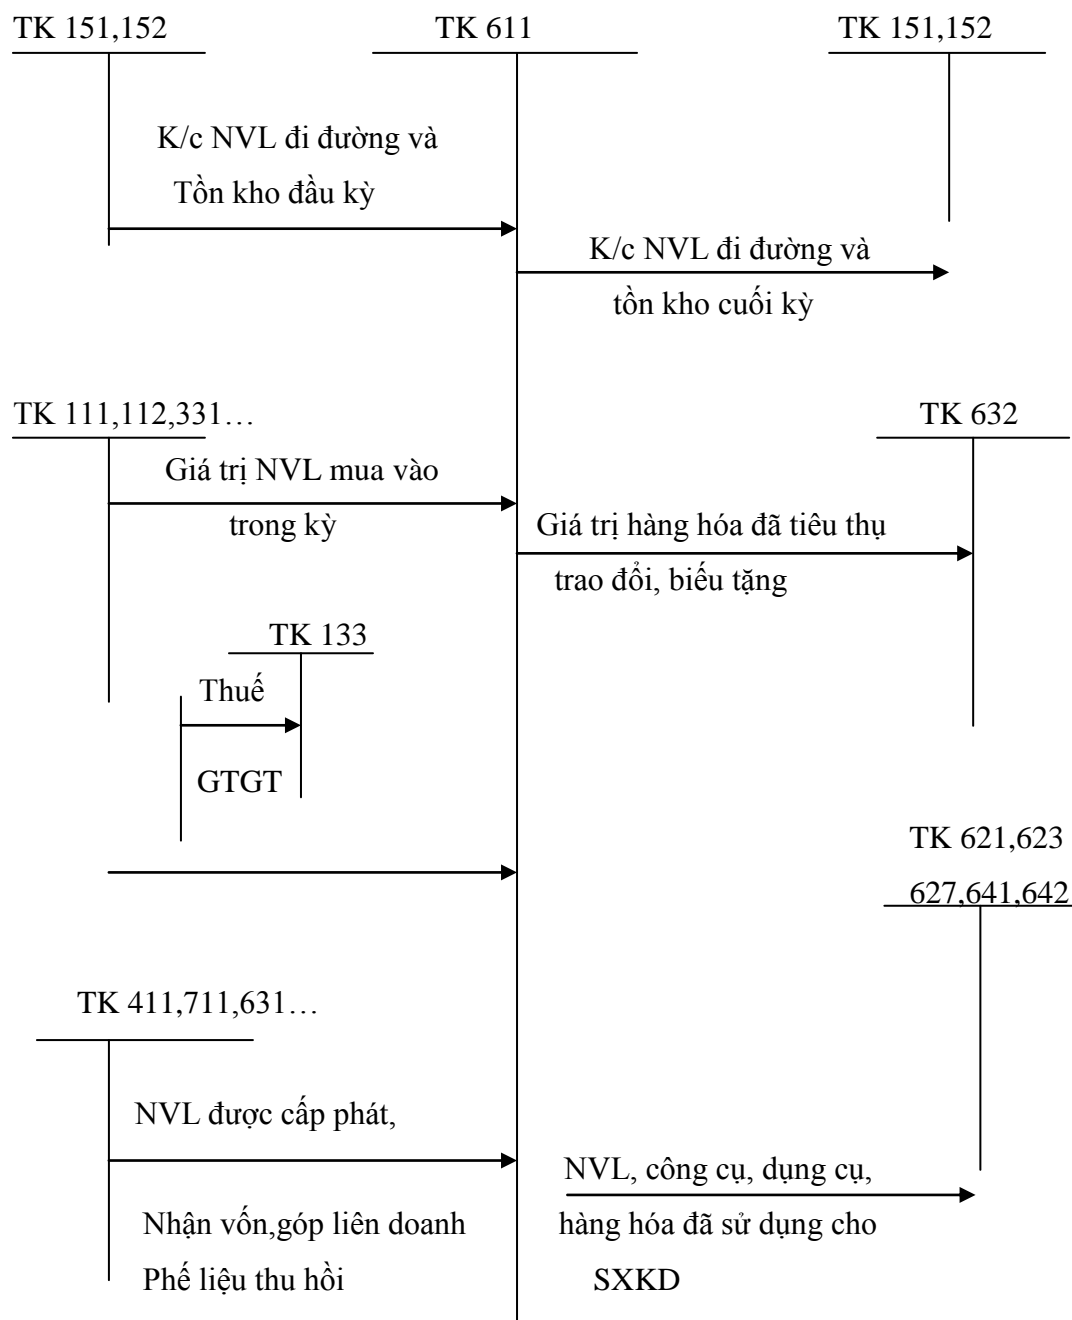 TK 151,152
TK 611
TK 151,152
K/c NVL đi đường và
Tồn kho đầu kỳ
K/c NVL đi đường và
tồn kho cuối kỳ
TK 111,112,331…
TK 632
Giá trị NVL mua vào
trong kỳ
Giá trị hàng hóa đã tiêu thụ
trao đổi, biếu tặng
TK 133
Thuế
GTGT
TK 621,623
627,641,642
TK 411,711,631…
NVL được cấp phát,
Nhận vốn,góp liên doanh
Phế liệu thu hồi
NVL, công cụ, dụng cụ,
hàng hóa đã sử dụng cho
SXKD